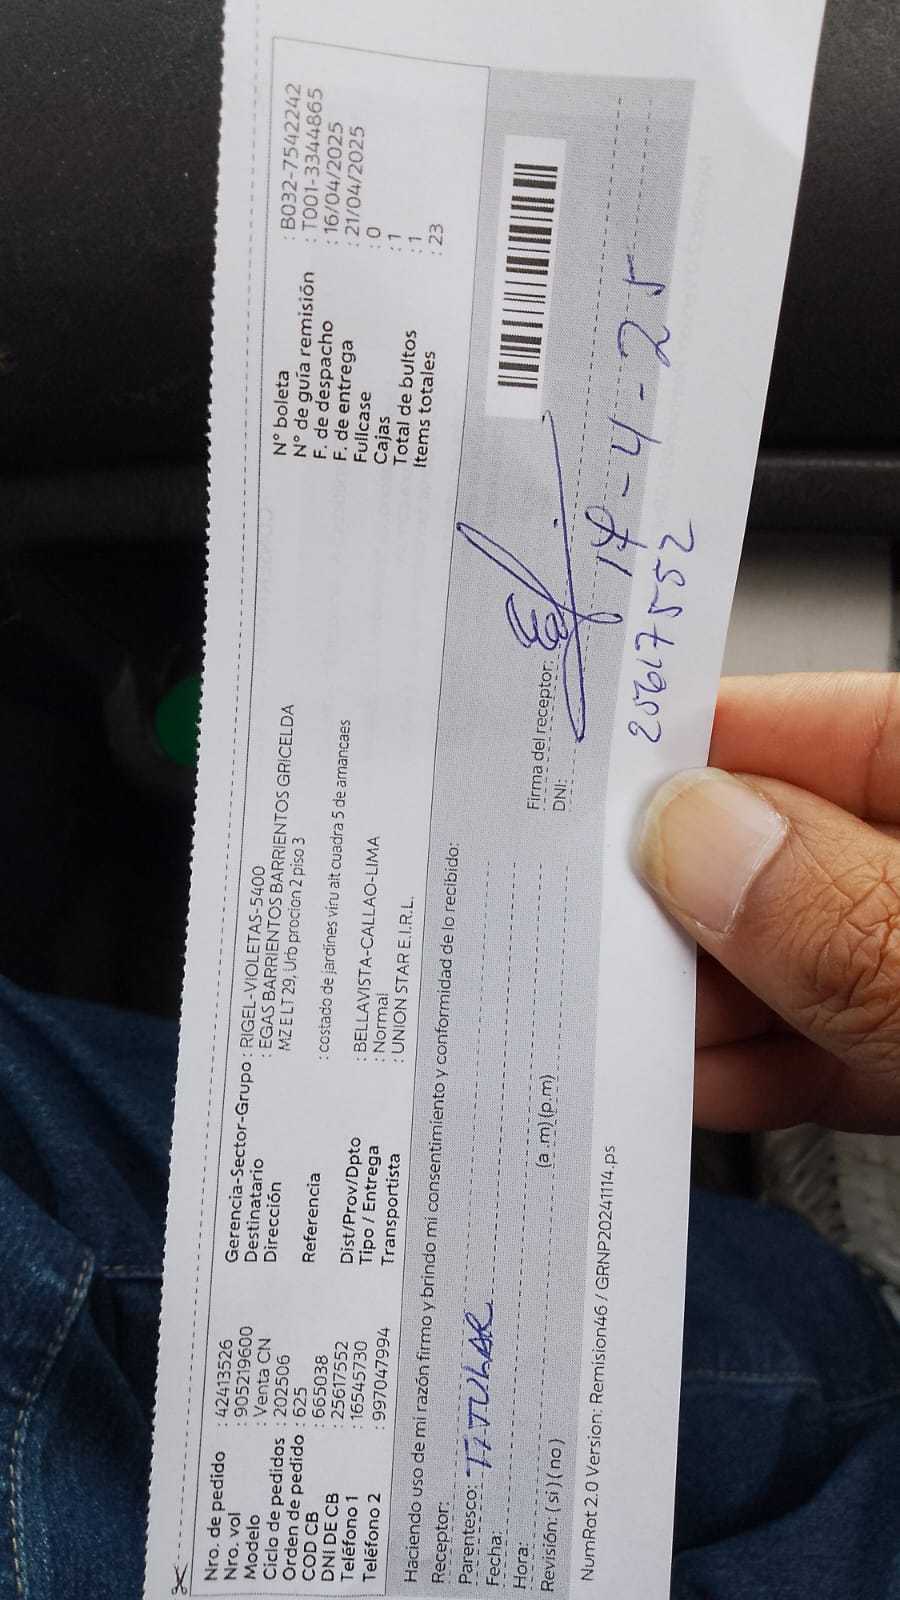 Nro. de pedido : 42413526
Nro. vol : 905219600
Modelo : Venta CN
Ciclo de pedidos : 202506
Orden de pedido : 625
COD CB : 665038
DNI DE CB : 25617552
Teléfono 1 : 16545730
Teléfono 2 : 997047994
Gerencia-Sector-Grupo : RIGEL-VIOLETAS-5400
Destinatario : EGAS BARRIENTOS BARRIENTOS GRICELDA
Dirección MZ E LT 29, Urb procion 2 piso 3
Referencia : costado de jardines viru alt cuadra 5 de amancaes
Dist/Prov/Dpto : BELLAVISTA-CALLAO-LIMA
Tipo / Entrega : Normal
Transportista : UNION STAR E.I.R.L.
N° boleta : B032-7542242
N° de guía remisión : T001-3344865
F. de despacho : 16/04/2025
F. de entrega : 21/04/2025
Fullcase : 0
Cajas : 1
Total de bultos : 1
Items totales : 23
Haciendo uso de mi razón firmo y brindo mi consentimiento y conformidad de lo recibido:
Receptor:
Parentesco: TITULAR
Fecha:
Hora: (a .m) (p.m)
Revisión: ( si ) ( no )
Firma del receptor:
DNI:
17-4-25
25617552
NumRot 2.0 Version: Remision46 / GRNP20241114.ps